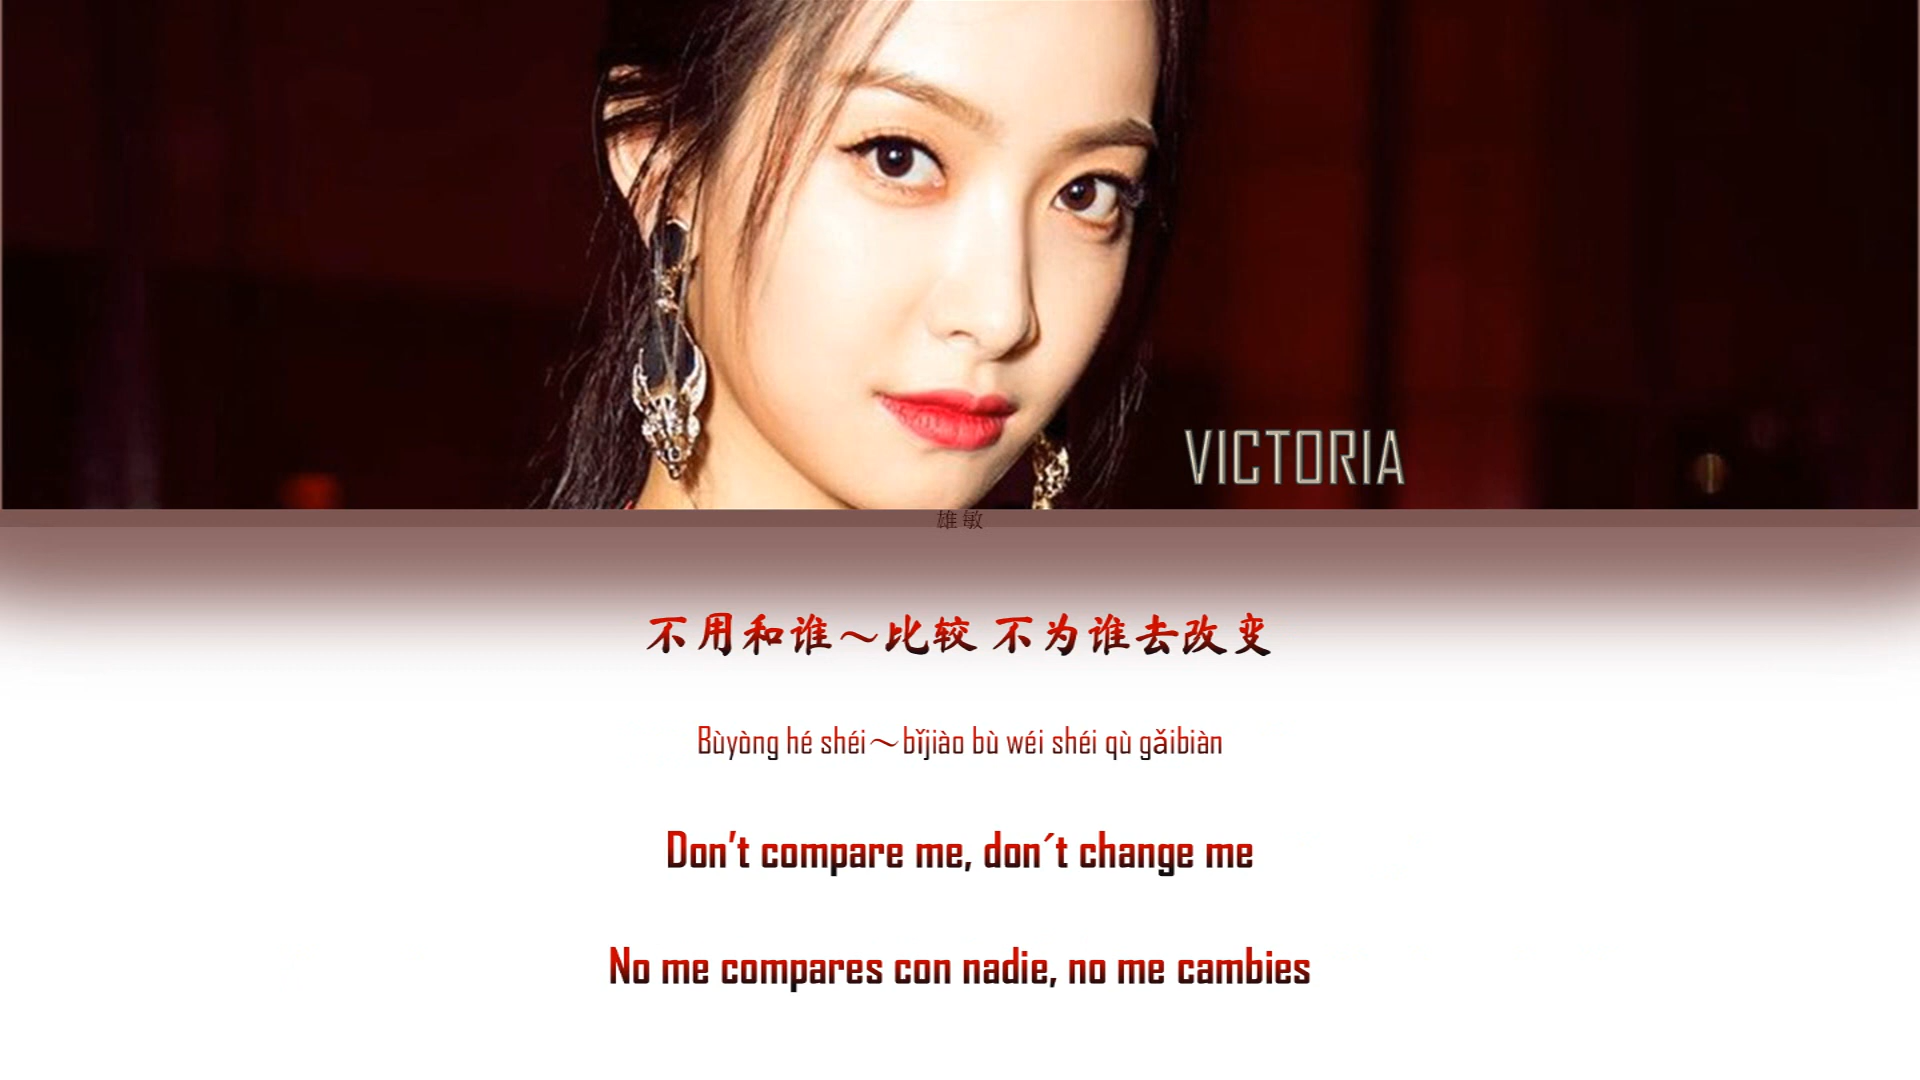 VICTORIA
雄敏
不用和谁～比较 不为谁去改变
Bùyòng hé shéi～bǐjiào bù wéi shéi qù gǎibiàn
Don't compare me, don´t change me
No me compares con nadie, no me cambies